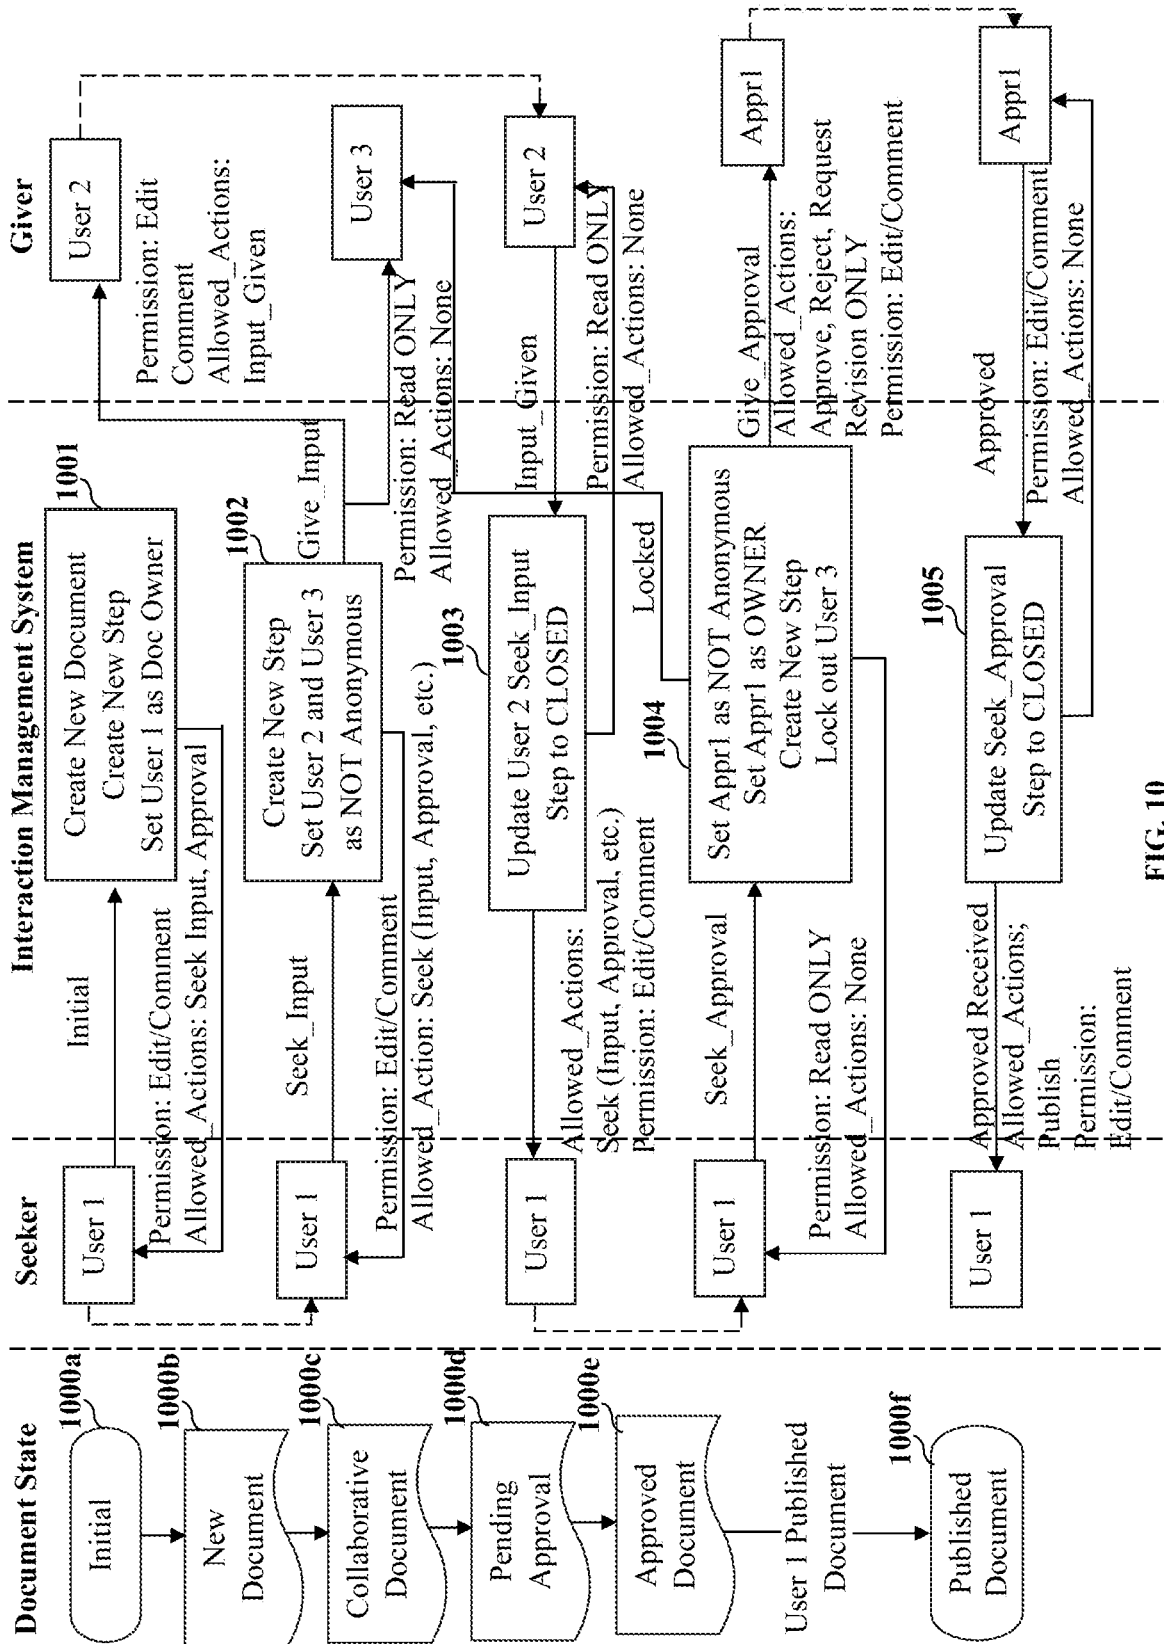 Document State
Seeker
Interaction Management System
Giver
1000a
Initial
1000b
New
Document
1000c
Collaborative
Document
1000d
Pending
Approval
1000e
Approved
Document
User 1 Published
Document
1000f
Published
Document
User 1
Initial
1001
Create New Document
Create New Step
Set User 1 as Doc Owner
Permission: Edit/Comment
Allowed_Actions: Seek Input, Approval
User 1
Seek_Input
1002
Create New Step
Set User 2 and User 3
as NOT Anonymous
Permission: Edit/Comment
Allowed_Action: Seek (Input, Approval, etc.)
Give_Input
User 2
Permission: Edit
Comment
Allowed_Actions:
Input_Given
User 3
Permission: Read ONLY
Allowed_Actions: None
User 2
Input_Given
1003
Update User 2 Seek_Input
Step to CLOSED
Permission: Read ONLY
Allowed_Actions: None
User 1
Allowed_Actions:
Seek (Input, Approval, etc.)
Permission: Edit/Comment
Locked
User 1
Seek_Approval
1004
Set Appr1 as NOT Anonymous
Set Appr1 as OWNER
Create New Step
Lock out User 3
Permission: Read ONLY
Allowed_Actions: None
Give_Approval
Allowed_Actions:
Approve, Reject, Request
Revision ONLY
Permission: Edit/Comment
Appr1
Appr1
Approved
Permission: Edit/Comment
Allowed_Actions: None
1005
Update Seek_Approval
Step to CLOSED
User 1
Approved Received
Allowed_Actions;
Publish
Permission:
Edit/Comment
FIG. 10